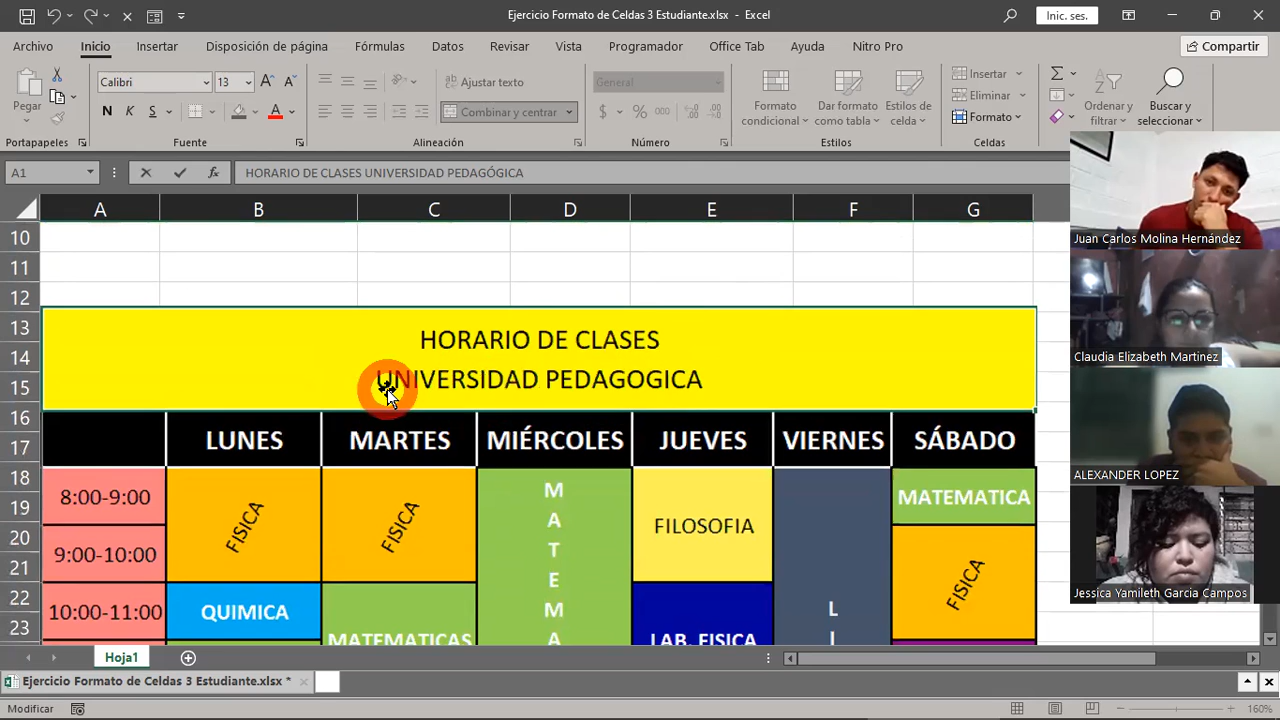 Ejercicio Formato de Celdas 3 Estudiante.xlsx - Excel
Inic. ses.
Archivo Inicio Insertar Disposición de página Fórmulas Datos Revisar Vista Programador Office Tab Ayuda Nitro Pro Compartir
Pegar
Calibri 13
N K S
Ajustar texto
Combinar y centrar
General
$ % 000
Formato condicional
Dar formato como tabla
Estilos de celda
Insertar
Eliminar
Formato
Ordenar y filtrar
Buscar y seleccionar
Portapapeles Fuente Alineación Número Estilos Celdas
A1 fx HORARIO DE CLASES UNIVERSIDAD PEDAGÓGICA
A B C D E F G
10
11
12
13
14
15
16
17
18
19
20
21
22
23
HORARIO DE CLASES
UNIVERSIDAD PEDAGOGICA
LUNES MARTES MIÉRCOLES JUEVES VIERNES SÁBADO
8:00-9:00 FISICA FISICA M A T E M A FILOSOFIA L I MATEMATICA
9:00-10:00 FISICA
10:00-11:00 QUIMICA MATEMATICAS LAB. FISICA
Juan Carlos Molina Hernández
Claudia Elizabeth Martinez
ALEXANDER LOPEZ
Jessica Yamileth Garcia Campos
Hoja1
Ejercicio Formato de Celdas 3 Estudiante.xlsx *
Modificar
160%